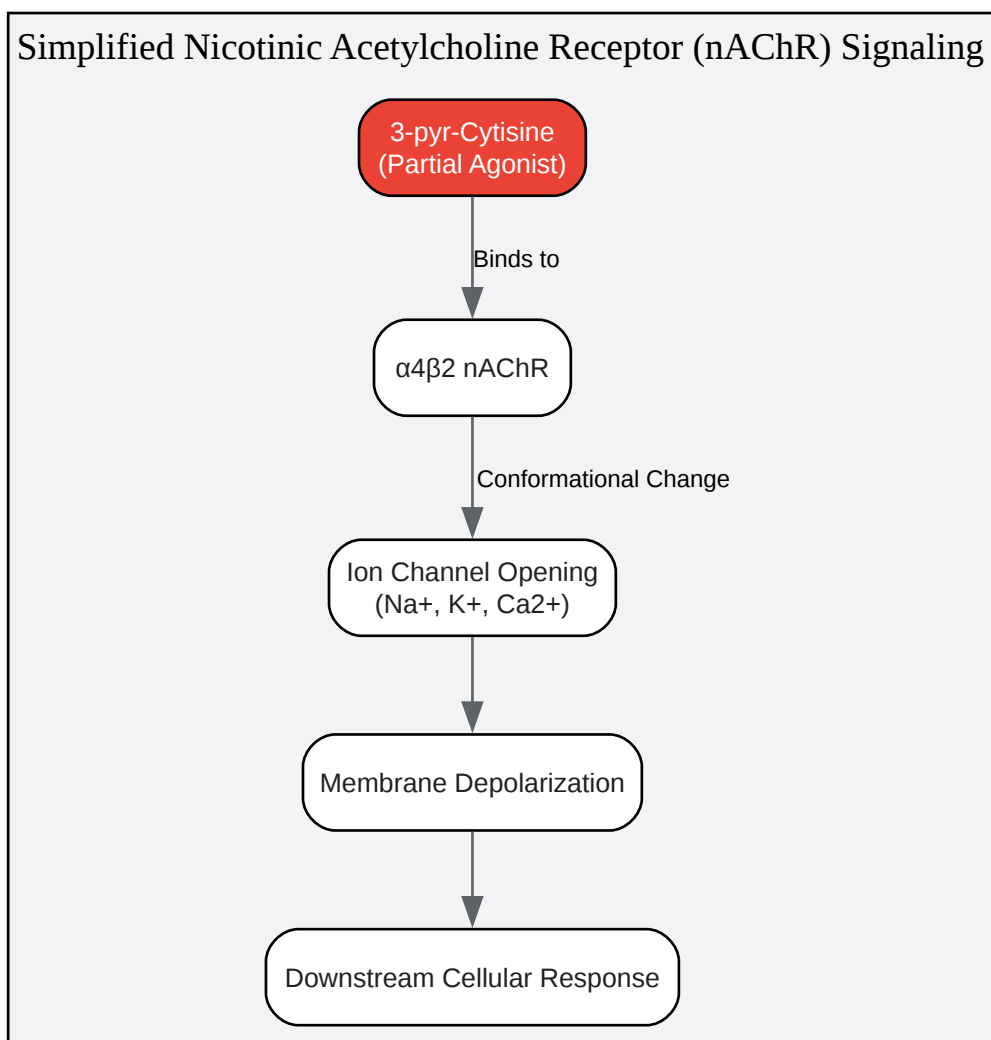 Simplified Nicotinic Acetylcholine Receptor (nAChR) Signaling
3-pyr-Cytisine
(Partial Agonist)
Binds to
α4β2 nAChR
Conformational Change
Ion Channel Opening
(Na+, K+, Ca2+)
Membrane Depolarization
Downstream Cellular Response